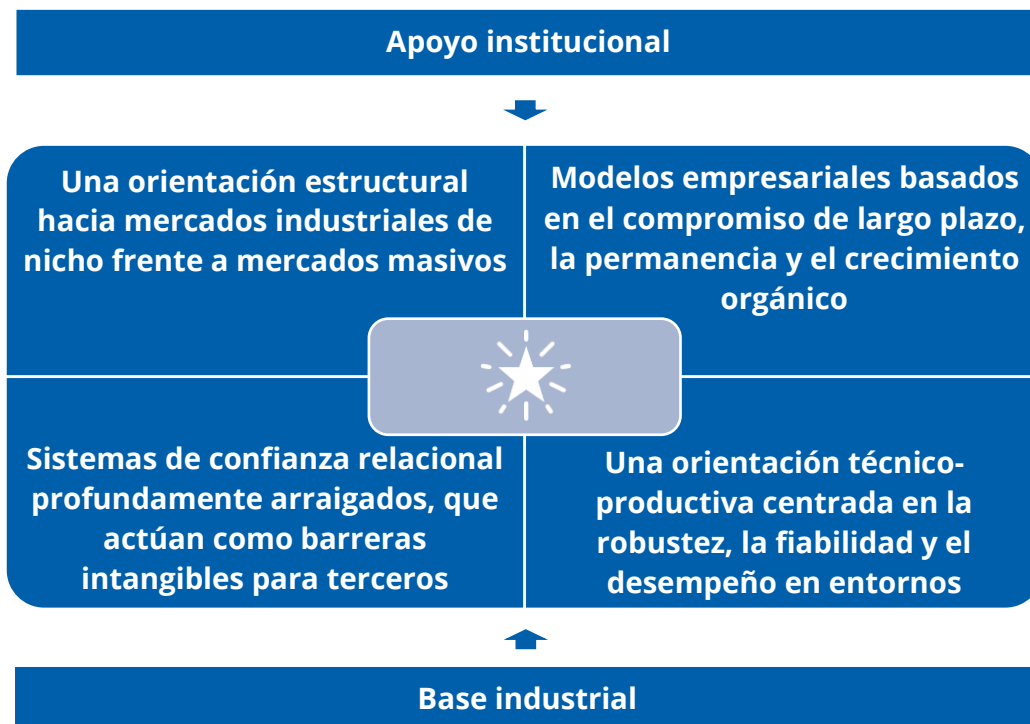 Apoyo institucional
Una orientación estructural
hacia mercados industriales de
nicho frente a mercados masivos
Modelos empresariales basados
en el compromiso de largo plazo,
la permanencia y el crecimiento
orgánico
Sistemas de confianza relacional
profundamente arraigados, que
actúan como barreras
intangibles para terceros
Una orientación técnico-
productiva centrada en la
robustez, la fiabilidad y el
desempeño en entornos
Base industrial